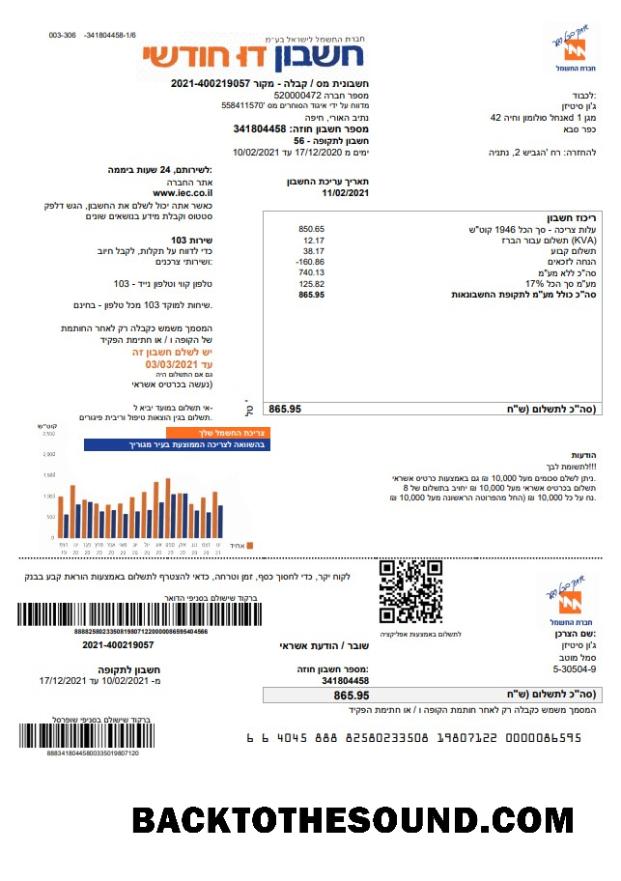 003-306 -341804458-1/6
חברת החשמל לישראל בע"מ
חשבון דו חודשי
חברת החשמל
חשבונית מס / קבלה - מקור 2021-400219057
מספר חברה 520000472
מדווח על ידי איגוד הסוחרים מס '558411570
נתיב האורי, חיפה
מספר חשבון חוזה: 341804458
חשבון לתקופה - 56
ימים מ 17/12/2020 עד 10/02/2021
לכבוד:
ג'ון סיטיזן
מגן 1 דאנחל סולומון וחיה 42
כפר סבא
להחזרה: רח 'הגביש 2, נתניה
תאריך עריכת החשבון
11/02/2021
לשירותם, 24 שעות ביממה:
אתר החברה
www.iec.co.il
כאשר אתה יכול לשלם את החשבון, הגש דלפק
סטטוס וקבלת מידע בנושאים שונים
שירות 103
כדי לדווח על תקלות, לקבל חיוב
ושירותי צרכנים:
טלפון קווי וטלפון נייד - 103
שיחות למוקד 103 מכל טלפון - בחינם.
המסמך משמש כקבלה רק לאחר החותמת
של הקופה ו / או חתימת הפקיד
יש לשלם חשבון זה
עד 03/03/2021
גם אם התשלום היה
(נעשה בכרטיס אשראי
אי תשלום במועד יביא ל-
תשלום בגין הוצאות טיפול וריבית פיגורים.
ריכוז חשבון
עלות צריכה - סך הכל 1946 קוט"ש 850.65
(KVA) תשלום עבור הברז 12.17
תשלום קבוע 38.17
הנחה לזכאים -160.86
סה"כ ללא מע"מ 740.13
מע"מ סך הכל 17% 125.82
סה"כ כולל מע"מ לתקופת החשבונאות 865.95
(סה"כ לתשלום (ש"ח 865.95
קוט"ש
צריכת החשמל שלך
בהשוואה לצריכה הממוצעת בעיר מגוריך
2,500
2,000
1,500
1,000
500
0
אחיד
הודעות
לתשומת לבך!!!
ניתן לשלם סכומים מעל 10,000 ₪ גם באמצעות כרטיס אשראי.
תשלום בכרטיס אשראי מעל 10,000 ₪ יחויב בתשלום של 8
נח על כל 10,000 ₪ (החל מהפרוטה הראשונה מעל 10,000 ₪.
לקוח יקר, כדי לחסוך כסף, זמן וטרחה, כדאי להצטרף לתשלום באמצעות הוראת קבע בבנק
ברקוד שישולם בסניפי הדואר
88882580233508198071220000086595404566
לתשלום באמצעות אפליקציה
חברת החשמל
שם הצרכן:
ג'ון סיטיזן
סמל מוטב
5-30504-9
שובר / הודעת אשראי
2021-400219057
מספר חשבון חוזה:
341804458
חשבון לתקופה
מ- 10/02/2021 עד 17/12/2021
(סה"כ לתשלום (ש"ח 865.95
המסמך משמש כקבלה רק לאחר חותמת הקופה ו / או חתימת הפקיד
ברקוד שישולם בסניפי שופרסל
8883418044580033519807120
6 6 4045 888 82580233508 19807122 0000086595
BACKTOTHESOUND.COM